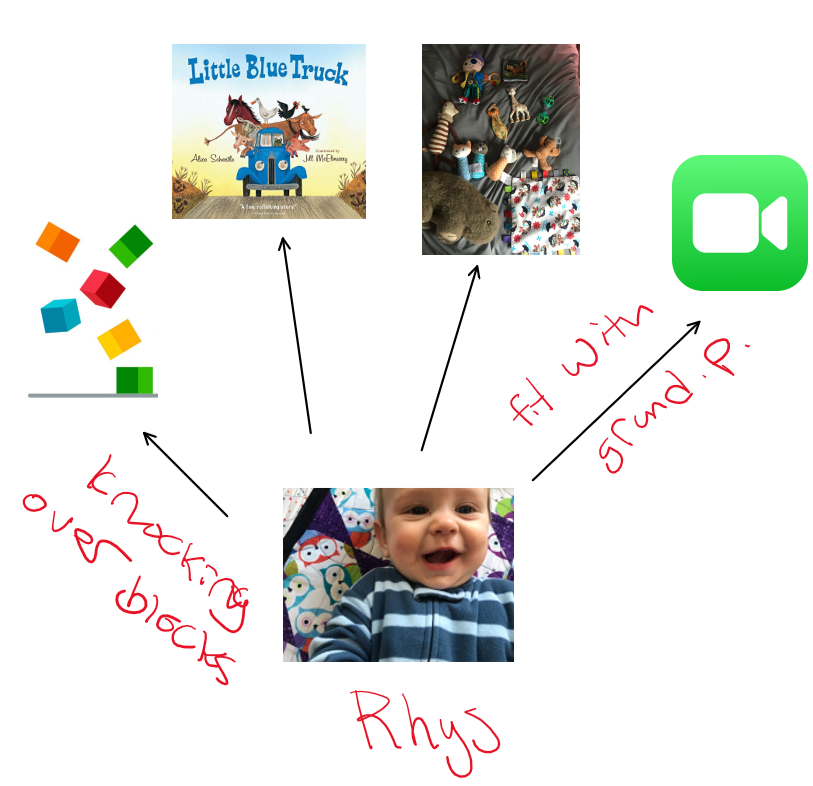 Little Blue Truck
Alice Schertle
Illustrated by
Jill McElmurry
"A fun, rollicking story."
ft with
grand. p.
knocking
over blocks
Rhys